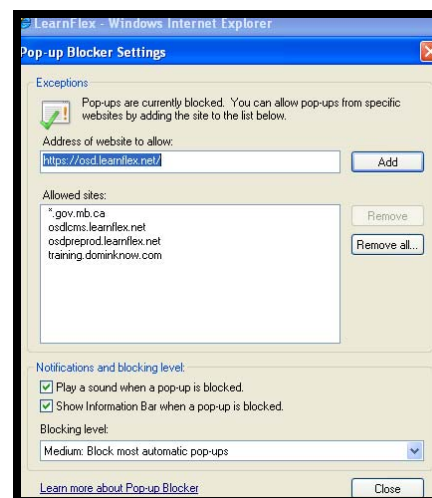 LearnFlex - Windows Internet Explorer
Pop-up Blocker Settings
Exceptions
Pop-ups are currently blocked. You can allow pop-ups from specific
websites by adding the site to the list below.
Address of website to allow:
https://osd.learnflex.net/
Add
Allowed sites:
*.gov.mb.ca
osdlcms.learnflex.net
osdpreprod.learnflex.net
training.dominknow.com
Remove
Remove all...
Notifications and blocking level:
Play a sound when a pop-up is blocked.
Show Information Bar when a pop-up is blocked.
Blocking level:
Medium: Block most automatic pop-ups
Learn more about Pop-up Blocker
Close